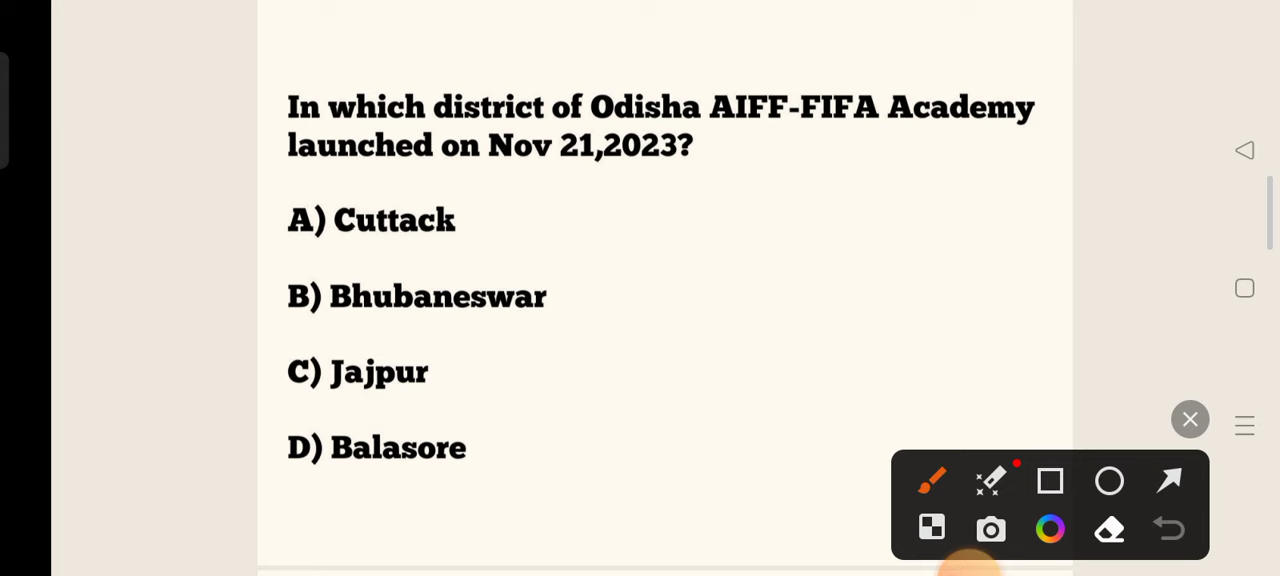 In which district of Odisha AIFF-FIFA Academy
launched on Nov 21,2023?
A) Cuttack
B) Bhubaneswar
C) Jajpur
D) Balasore